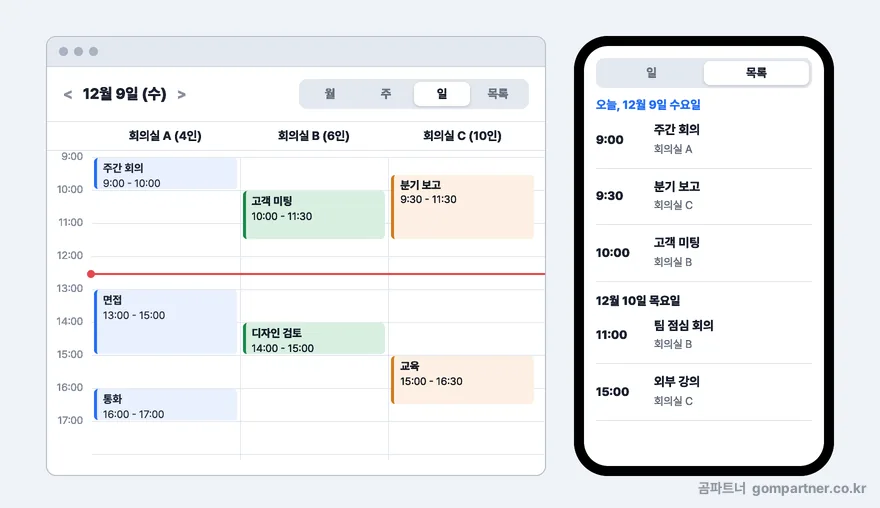 < 12월 9일 (수) >
월 주 일 목록
회의실 A (4인) 회의실 B (6인) 회의실 C (10인)
9:00
10:00
11:00
12:00
13:00
14:00
15:00
16:00
17:00
주간 회의
9:00 - 10:00
면접
13:00 - 15:00
통화
16:00 - 17:00
고객 미팅
10:00 - 11:30
디자인 검토
14:00 - 15:00
분기 보고
9:30 - 11:30
교육
15:00 - 16:30
일 목록
오늘, 12월 9일 수요일
9:00 주간 회의
회의실 A
9:30 분기 보고
회의실 C
10:00 고객 미팅
회의실 B
12월 10일 목요일
11:00 팀 점심 회의
회의실 B
15:00 외부 강의
회의실 C
곰파트너 gompartner.co.kr